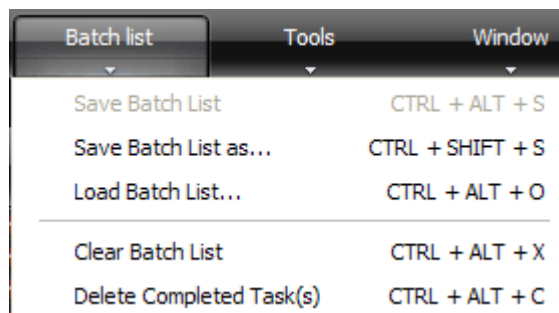 Batch list Tools Window
Save Batch List CTRL + ALT + S
Save Batch List as... CTRL + SHIFT + S
Load Batch List... CTRL + ALT + O
Clear Batch List CTRL + ALT + X
Delete Completed Task(s) CTRL + ALT + C